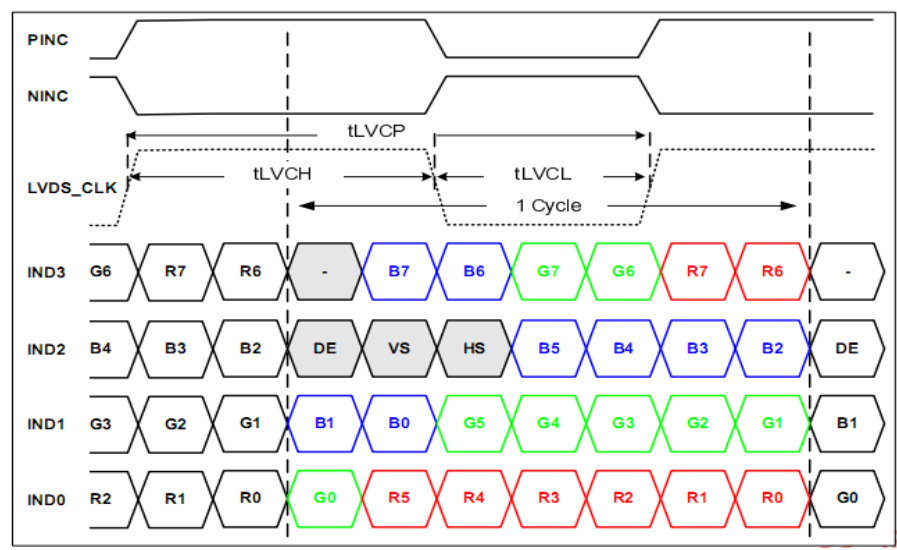 PINC
NINC
tLVCP
LVDS_CLK tLVCH tLVCL
1 Cycle
IND3 G6 R7 R6 - B7 B6 G7 G6 R7 R6 -
IND2 B4 B3 B2 DE VS HS B5 B4 B3 B2 DE
IND1 G3 G2 G1 B1 B0 G5 G4 G3 G2 G1 B1
IND0 R2 R1 R0 G0 R5 R4 R3 R2 R1 R0 G0